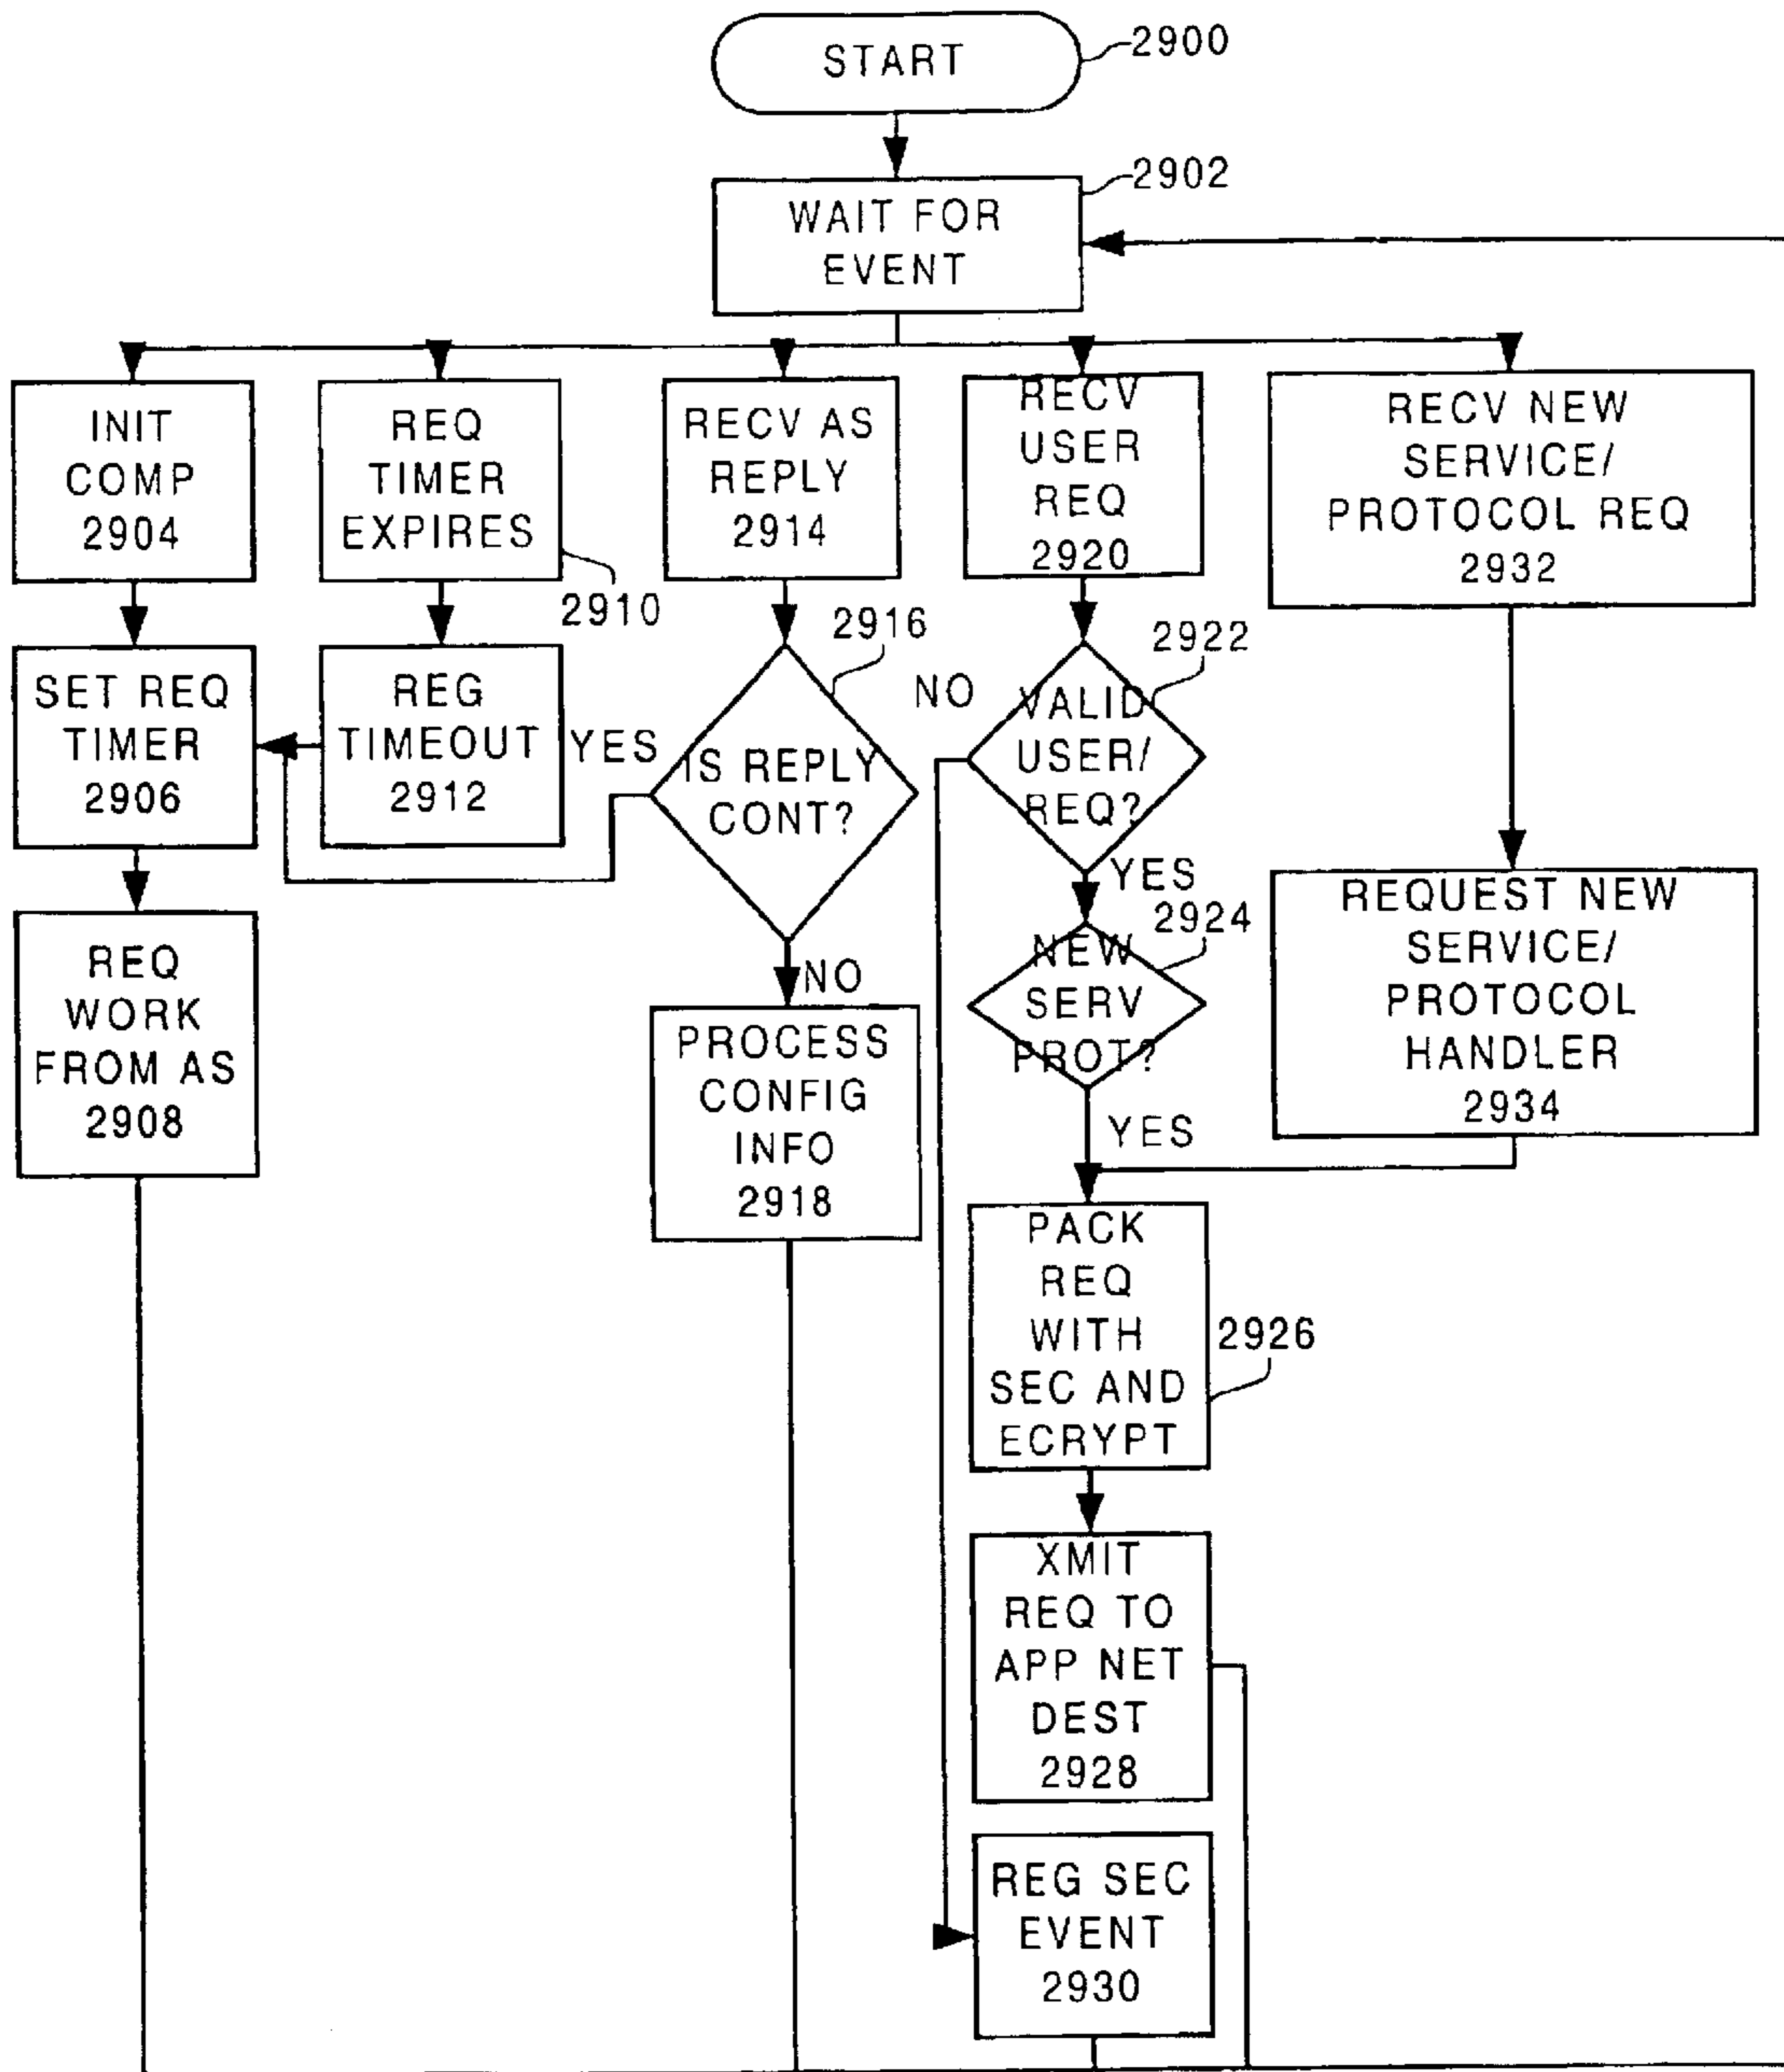 START
2900
WAIT FOR
EVENT
2902
INIT
COMP
2904
REQ
TIMER
EXPIRES
2910
RECV AS
REPLY
2914
RECV
USER
REQ
2920
RECV NEW
SERVICE/
PROTOCOL REQ
2932
SET REQ
TIMER
2906
REG
TIMEOUT
2912
YES
2916
IS REPLY
CONT?
NO
2922
VALID
USER/
REQ?
YES
2924
NEW
SERV
PROT?
YES
REQUEST NEW
SERVICE/
PROTOCOL
HANDLER
2934
REQ
WORK
FROM AS
2908
NO
PROCESS
CONFIG
INFO
2918
PACK
REQ
WITH
SEC AND
ECRYPT
2926
XMIT
REQ TO
APP NET
DEST
2928
REG SEC
EVENT
2930